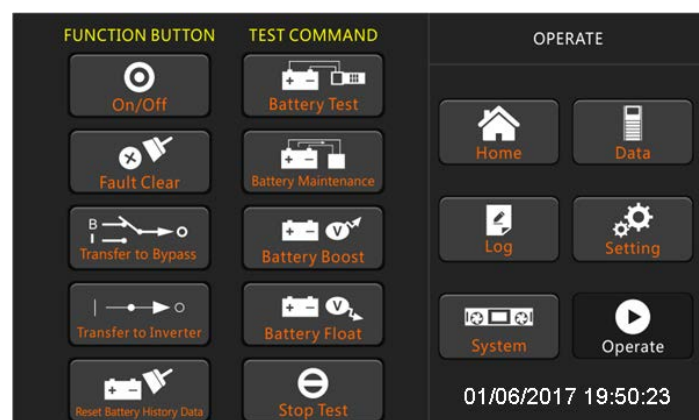 FUNCTION BUTTON
TEST COMMAND
OPERATE
On/Off
Battery Test
Home
Data
Fault Clear
Battery Maintenance
B
I
Transfer to Bypass
V
Battery Boost
Log
Setting
Transfer to Inverter
V
Battery Float
System
Operate
Reset Battery History Data
Stop Test
01/06/2017 19:50:23